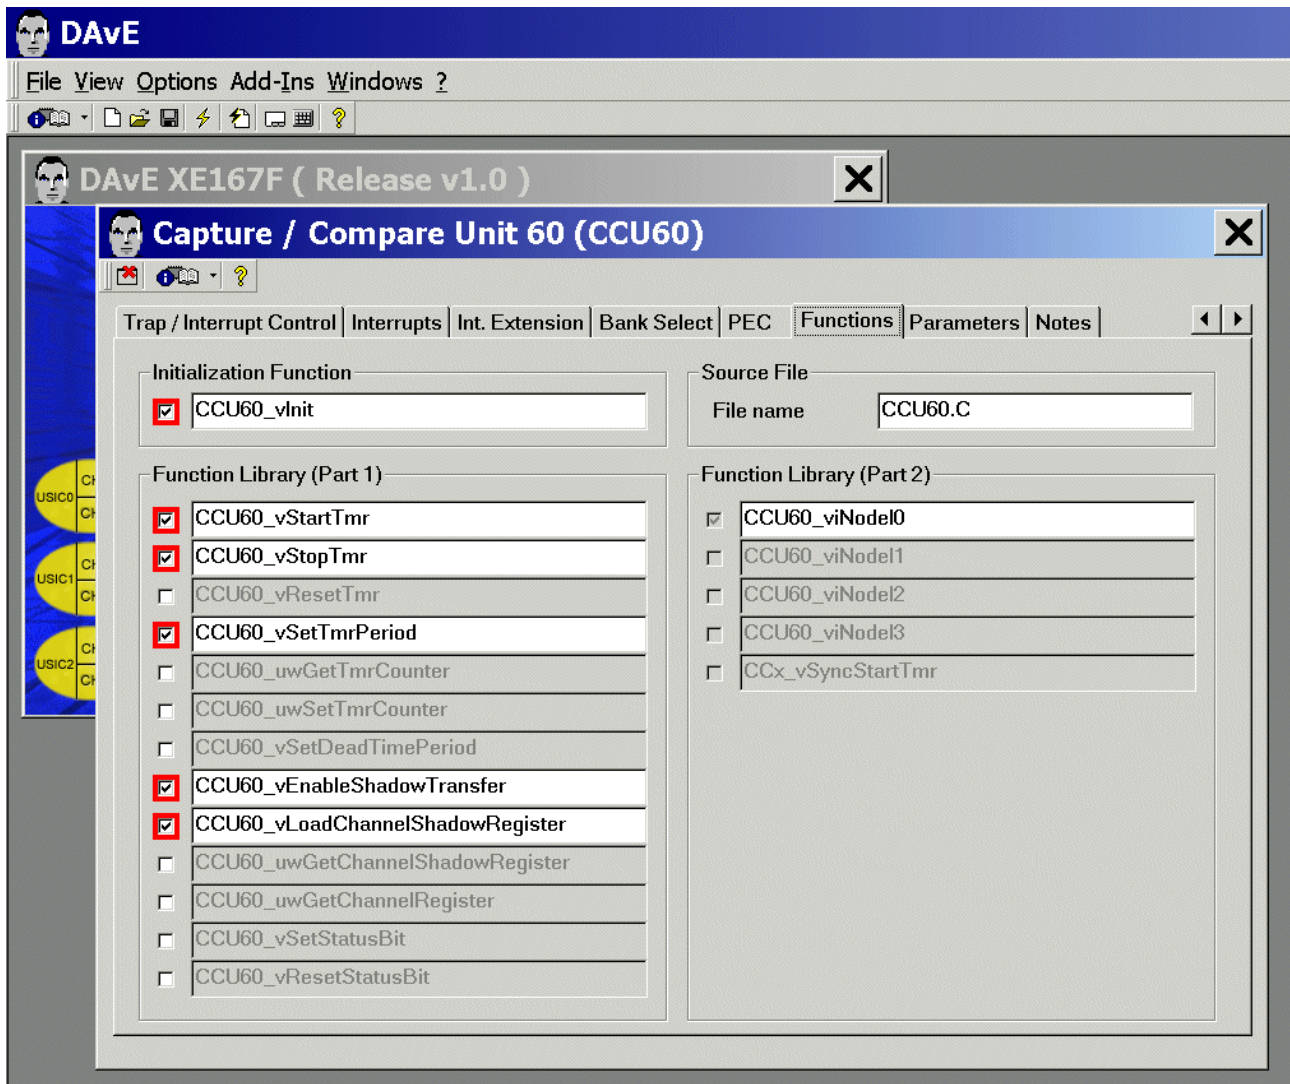 DAvE
File View Options Add-Ins Windows ?
DAvE XE167F ( Release v1.0 )
Capture / Compare Unit 60 (CCU60)
Trap / Interrupt Control Interrupts Int. Extension Bank Select PEC Functions Parameters Notes
Initialization Function
CCU60_vInit
Source File
File name CCU60.C
Function Library (Part 1)
CCU60_vStartTmr
CCU60_vStopTmr
CCU60_vResetTmr
CCU60_vSetTmrPeriod
CCU60_uwGetTmrCounter
CCU60_uwSetTmrCounter
CCU60_vSetDeadTimePeriod
CCU60_vEnableShadowTransfer
CCU60_vLoadChannelShadowRegister
CCU60_uwGetChannelShadowRegister
CCU60_uwGetChannelRegister
CCU60_vSetStatusBit
CCU60_vResetStatusBit
Function Library (Part 2)
CCU60_viNodeI0
CCU60_viNodeI1
CCU60_viNodeI2
CCU60_viNodeI3
CCx_vSyncStartTmr
USIC0
USIC1
USIC2